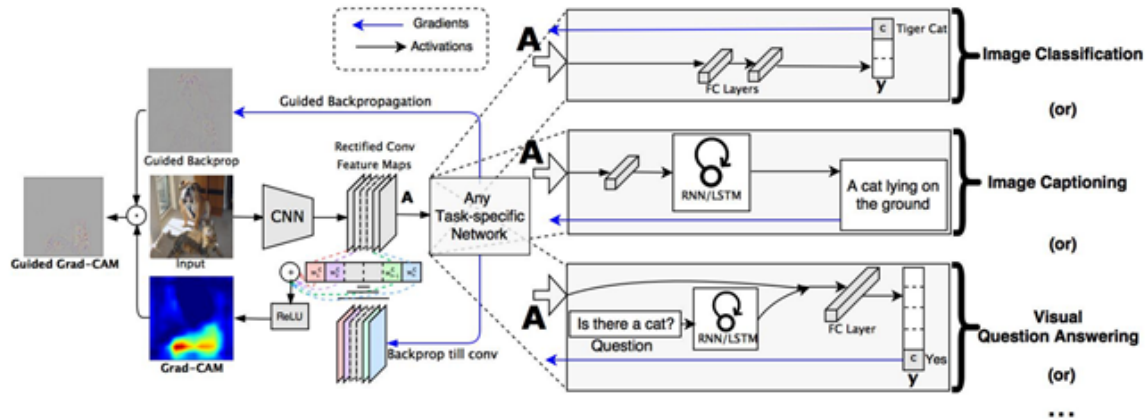 Gradients
Activations
Guided Backpropagation
Guided Backprop
Input
Guided Grad-CAM
Grad-CAM
CNN
Rectified Conv
Feature Maps
A
Any
Task-specific
Network
ReLU
Backprop till conv
A
FC Layers
c
Tiger Cat
y
Image Classification
(or)
A
RNN/LSTM
A cat lying on
the ground
Image Captioning
(or)
A
Is there a cat?
Question
RNN/LSTM
FC Layer
c
Yes
y
Visual
Question Answering
(or)
...